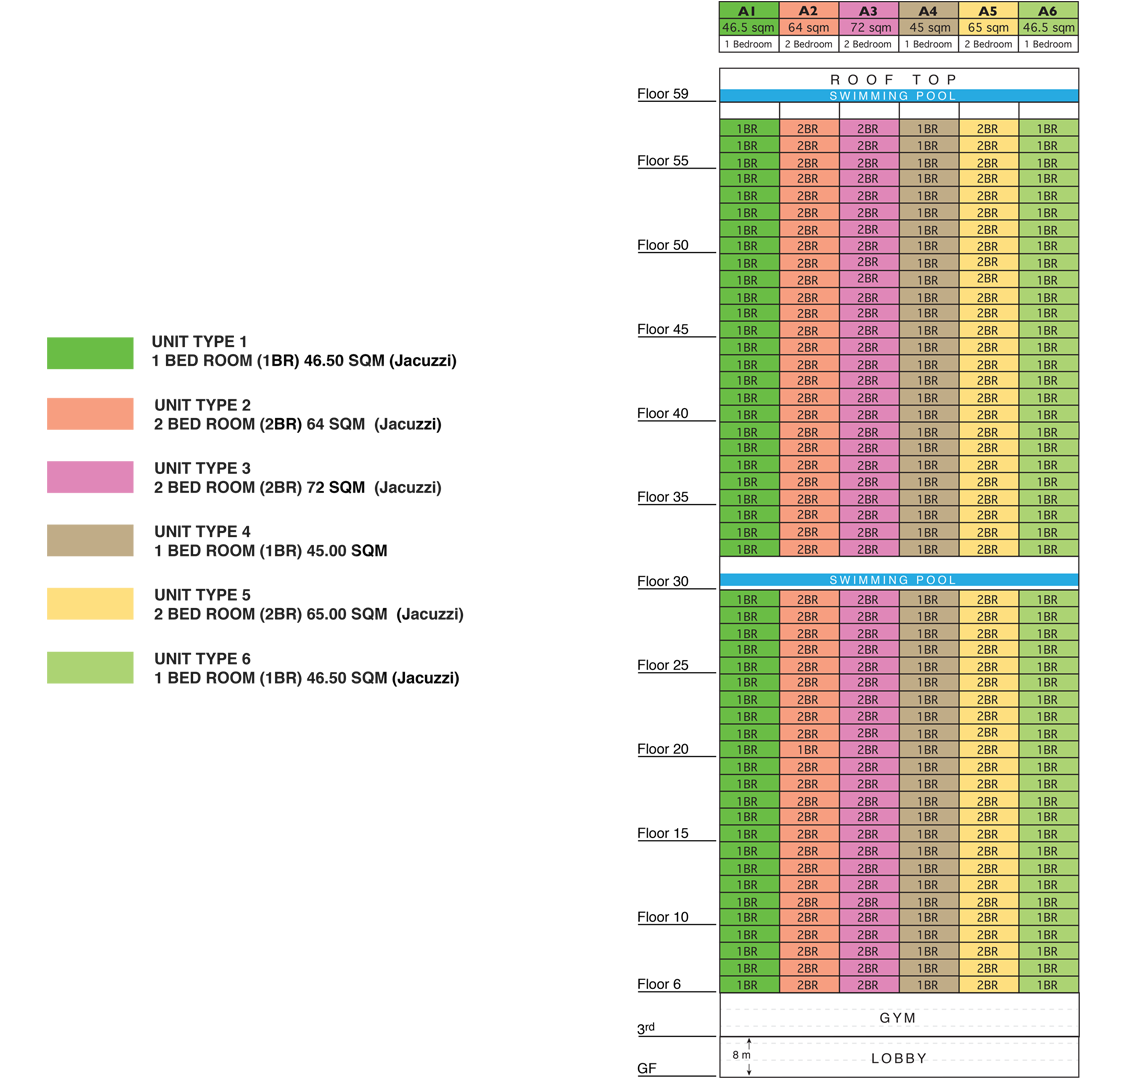 A1 A2 A3 A4 A5 A6
46.5 sqm 64 sqm 72 sqm 45 sqm 65 sqm 46.5 sqm
1 Bedroom 2 Bedroom 2 Bedroom 1 Bedroom 2 Bedroom 1 Bedroom
ROOF TOP
Floor 59 SWIMMING POOL
1BR 2BR 2BR 1BR 2BR 1BR
1BR 2BR 2BR 1BR 2BR 1BR
Floor 55 1BR 2BR 2BR 1BR 2BR 1BR
1BR 2BR 2BR 1BR 2BR 1BR
1BR 2BR 2BR 1BR 2BR 1BR
1BR 2BR 2BR 1BR 2BR 1BR
1BR 2BR 2BR 1BR 2BR 1BR
Floor 50 1BR 2BR 2BR 1BR 2BR 1BR
1BR 2BR 2BR 1BR 2BR 1BR
1BR 2BR 2BR 1BR 2BR 1BR
1BR 2BR 2BR 1BR 2BR 1BR
1BR 2BR 2BR 1BR 2BR 1BR
Floor 45 1BR 2BR 2BR 1BR 2BR 1BR
1BR 2BR 2BR 1BR 2BR 1BR
1BR 2BR 2BR 1BR 2BR 1BR
1BR 2BR 2BR 1BR 2BR 1BR
1BR 2BR 2BR 1BR 2BR 1BR
Floor 40 1BR 2BR 2BR 1BR 2BR 1BR
1BR 2BR 2BR 1BR 2BR 1BR
1BR 2BR 2BR 1BR 2BR 1BR
1BR 2BR 2BR 1BR 2BR 1BR
1BR 2BR 2BR 1BR 2BR 1BR
Floor 35 1BR 2BR 2BR 1BR 2BR 1BR
1BR 2BR 2BR 1BR 2BR 1BR
1BR 2BR 2BR 1BR 2BR 1BR
1BR 2BR 2BR 1BR 2BR 1BR
Floor 30 SWIMMING POOL
1BR 2BR 2BR 1BR 2BR 1BR
1BR 2BR 2BR 1BR 2BR 1BR
1BR 2BR 2BR 1BR 2BR 1BR
1BR 2BR 2BR 1BR 2BR 1BR
Floor 25 1BR 2BR 2BR 1BR 2BR 1BR
1BR 2BR 2BR 1BR 2BR 1BR
1BR 2BR 2BR 1BR 2BR 1BR
1BR 2BR 2BR 1BR 2BR 1BR
1BR 2BR 2BR 1BR 2BR 1BR
Floor 20 1BR 1BR 2BR 1BR 2BR 1BR
1BR 2BR 2BR 1BR 2BR 1BR
1BR 2BR 2BR 1BR 2BR 1BR
1BR 2BR 2BR 1BR 2BR 1BR
1BR 2BR 2BR 1BR 2BR 1BR
Floor 15 1BR 2BR 2BR 1BR 2BR 1BR
1BR 2BR 2BR 1BR 2BR 1BR
1BR 2BR 2BR 1BR 2BR 1BR
1BR 2BR 2BR 1BR 2BR 1BR
1BR 2BR 2BR 1BR 2BR 1BR
Floor 10 1BR 2BR 2BR 1BR 2BR 1BR
1BR 2BR 2BR 1BR 2BR 1BR
1BR 2BR 2BR 1BR 2BR 1BR
1BR 2BR 2BR 1BR 2BR 1BR
Floor 6 1BR 2BR 2BR 1BR 2BR 1BR
GYM
3rd
8 m LOBBY
GF
UNIT TYPE 1
1 BED ROOM (1BR) 46.50 SQM (Jacuzzi)
UNIT TYPE 2
2 BED ROOM (2BR) 64 SQM (Jacuzzi)
UNIT TYPE 3
2 BED ROOM (2BR) 72 SQM (Jacuzzi)
UNIT TYPE 4
1 BED ROOM (1BR) 45.00 SQM
UNIT TYPE 5
2 BED ROOM (2BR) 65.00 SQM (Jacuzzi)
UNIT TYPE 6
1 BED ROOM (1BR) 46.50 SQM (Jacuzzi)